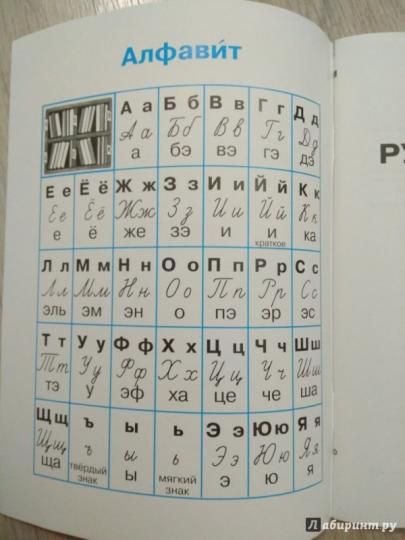 Алфави́т
А а Б б В в Г г Д д
А а Б б В в Г г Д д
а бэ вэ гэ дэ
Е е Ё ё Ж ж З з И и Й й К к
Е е Ё ё Ж ж З з И и Й й К к
е ё же зэ и и ка
краткое
Л л М м Н н О о П п Р р С с
Л л М м Н н О о П п Р р С с
эль эм эн о пэ эр эс
Т т У у Ф ф Х х Ц ц Ч ч Ш ш
Т т У у Ф ф Х х Ц ц Ч ч Ш ш
тэ у эф ха це че ша
Щ щ ъ ы ь Э э Ю ю Я я
Щ щ ъ ы ь Э э Ю ю Я я
ща твёрдый знак ы мягкий знак э ю я
РУ
© Лабиринт.ру